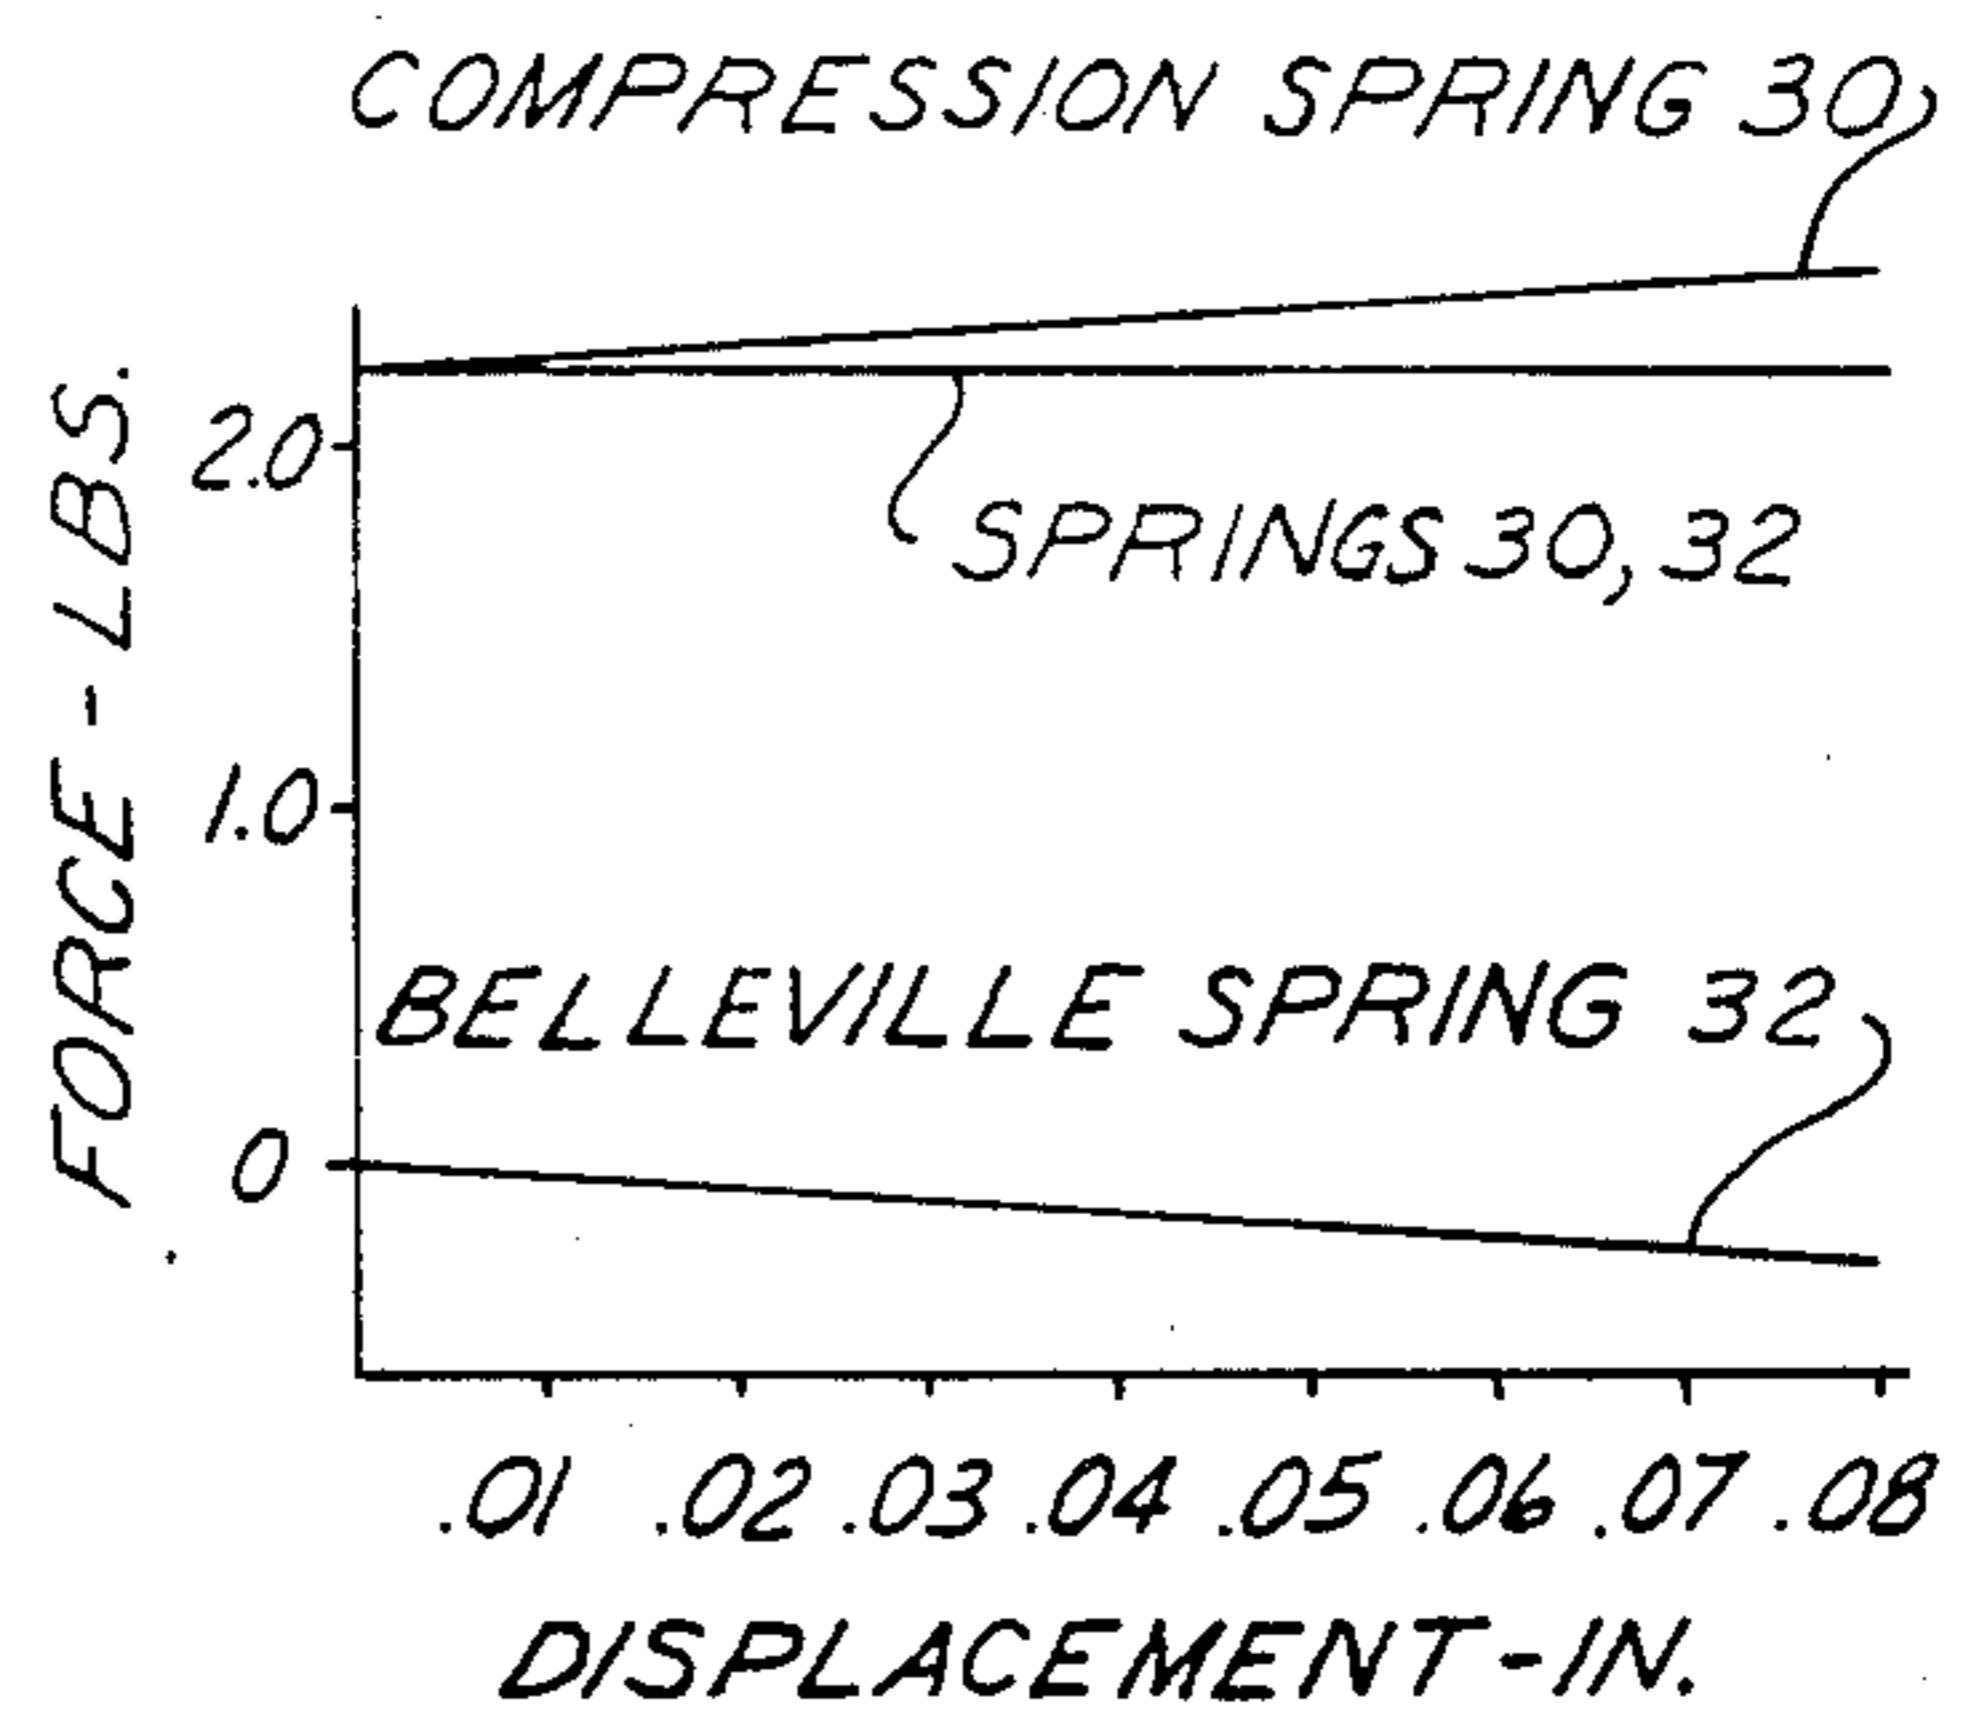 COMPRESSION SPRING 30
FORCE - LBS.
2.0
SPRINGS 30, 32
1.0
BELLEVILLE SPRING 32
0
.01 .02 .03 .04 .05 .06 .07 .08
DISPLACEMENT - IN.